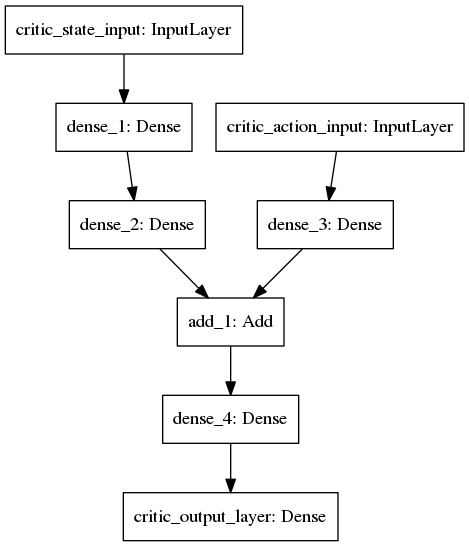 critic_state_input: InputLayer
dense_1: Dense
critic_action_input: InputLayer
dense_2: Dense
dense_3: Dense
add_1: Add
dense_4: Dense
critic_output_layer: Dense